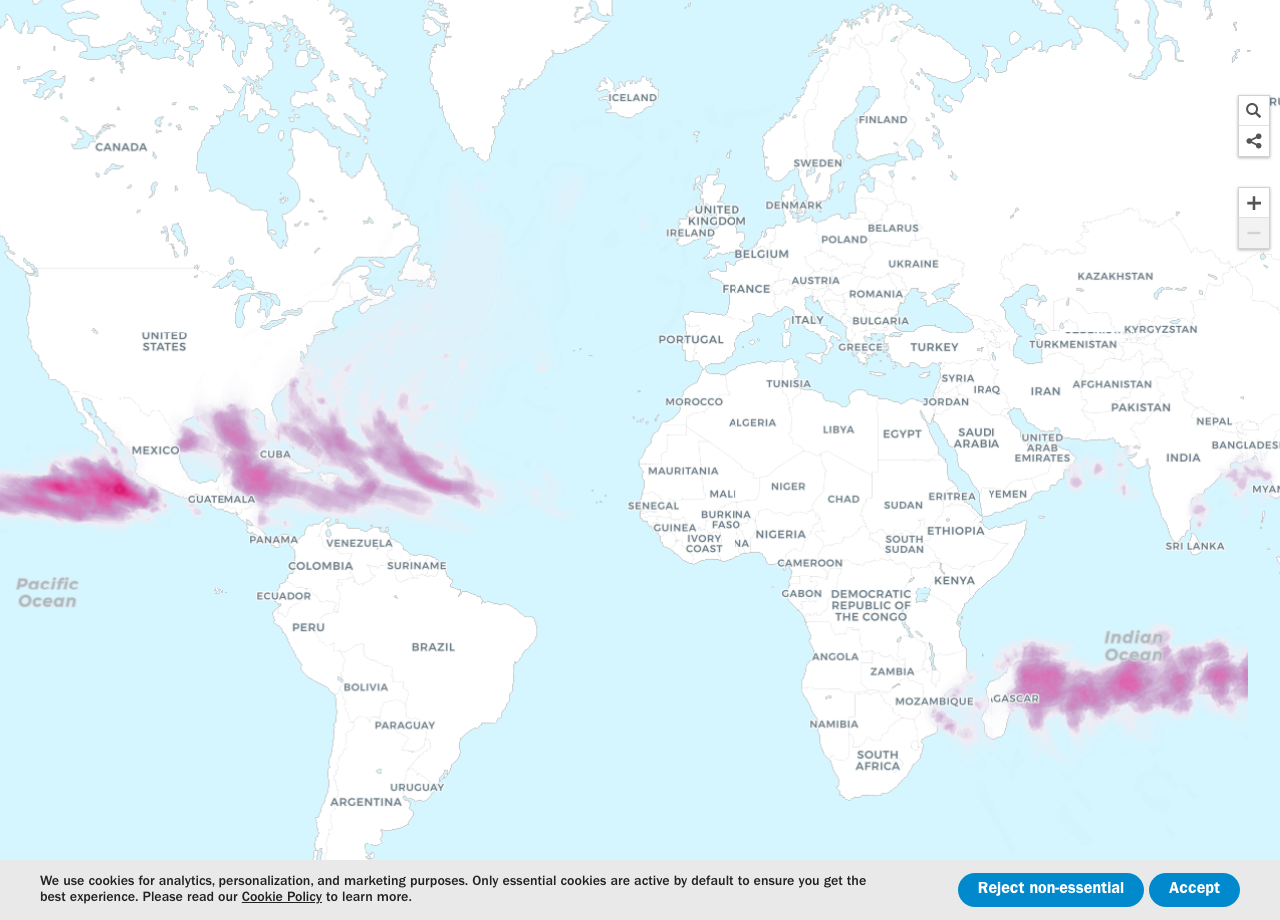 ICELAND
FINLAND
CANADA
SWEDEN
DENMARK
UNITED
KINGDOM
IRELAND
BELARUS
POLAND
BELGIUM
UKRAINE
KAZAKHSTAN
AUSTRIA
FRANCE
ROMANIA
ITALY
BULGARIA
KYRGYZSTAN
UNITED
STATES
PORTUGAL
GREECE
TURKEY
TURKMENISTAN
TUNISIA
SYRIA
IRAQ
IRAN
AFGHANISTAN
MOROCCO
JORDAN
PAKISTAN
ALGERIA
LIBYA
EGYPT
SAUDI
ARABIA
NEPAL
UNITED
ARAB
EMIRATES
BANGLADES
MEXICO
CUBA
INDIA
MAURITANIA
NIGER
MYAN
GUATEMALA
MALI
CHAD
SUDAN
ERITREA
YEMEN
SENEGAL
BURKINA
FASO
GUINEA
NIGERIA
ETHIOPIA
PANAMA
VENEZUELA
IVORY
COAST
NA
SOUTH
SUDAN
SRI LANKA
COLOMBIA
SURINAME
CAMEROON
Pacific
Ocean
KENYA
ECUADOR
GABON
DEMOCRATIC
REPUBLIC OF
THE CONGO
PERU
BRAZIL
Indian
Ocean
ANGOLA
ZAMBIA
BOLIVIA
MOZAMBIQUE
GASCAR
PARAGUAY
NAMIBIA
SOUTH
AFRICA
URUGUAY
ARGENTINA
We use cookies for analytics, personalization, and marketing purposes. Only essential cookies are active by default to ensure you get the
best experience. Please read our Cookie Policy to learn more.
Reject non-essential
Accept